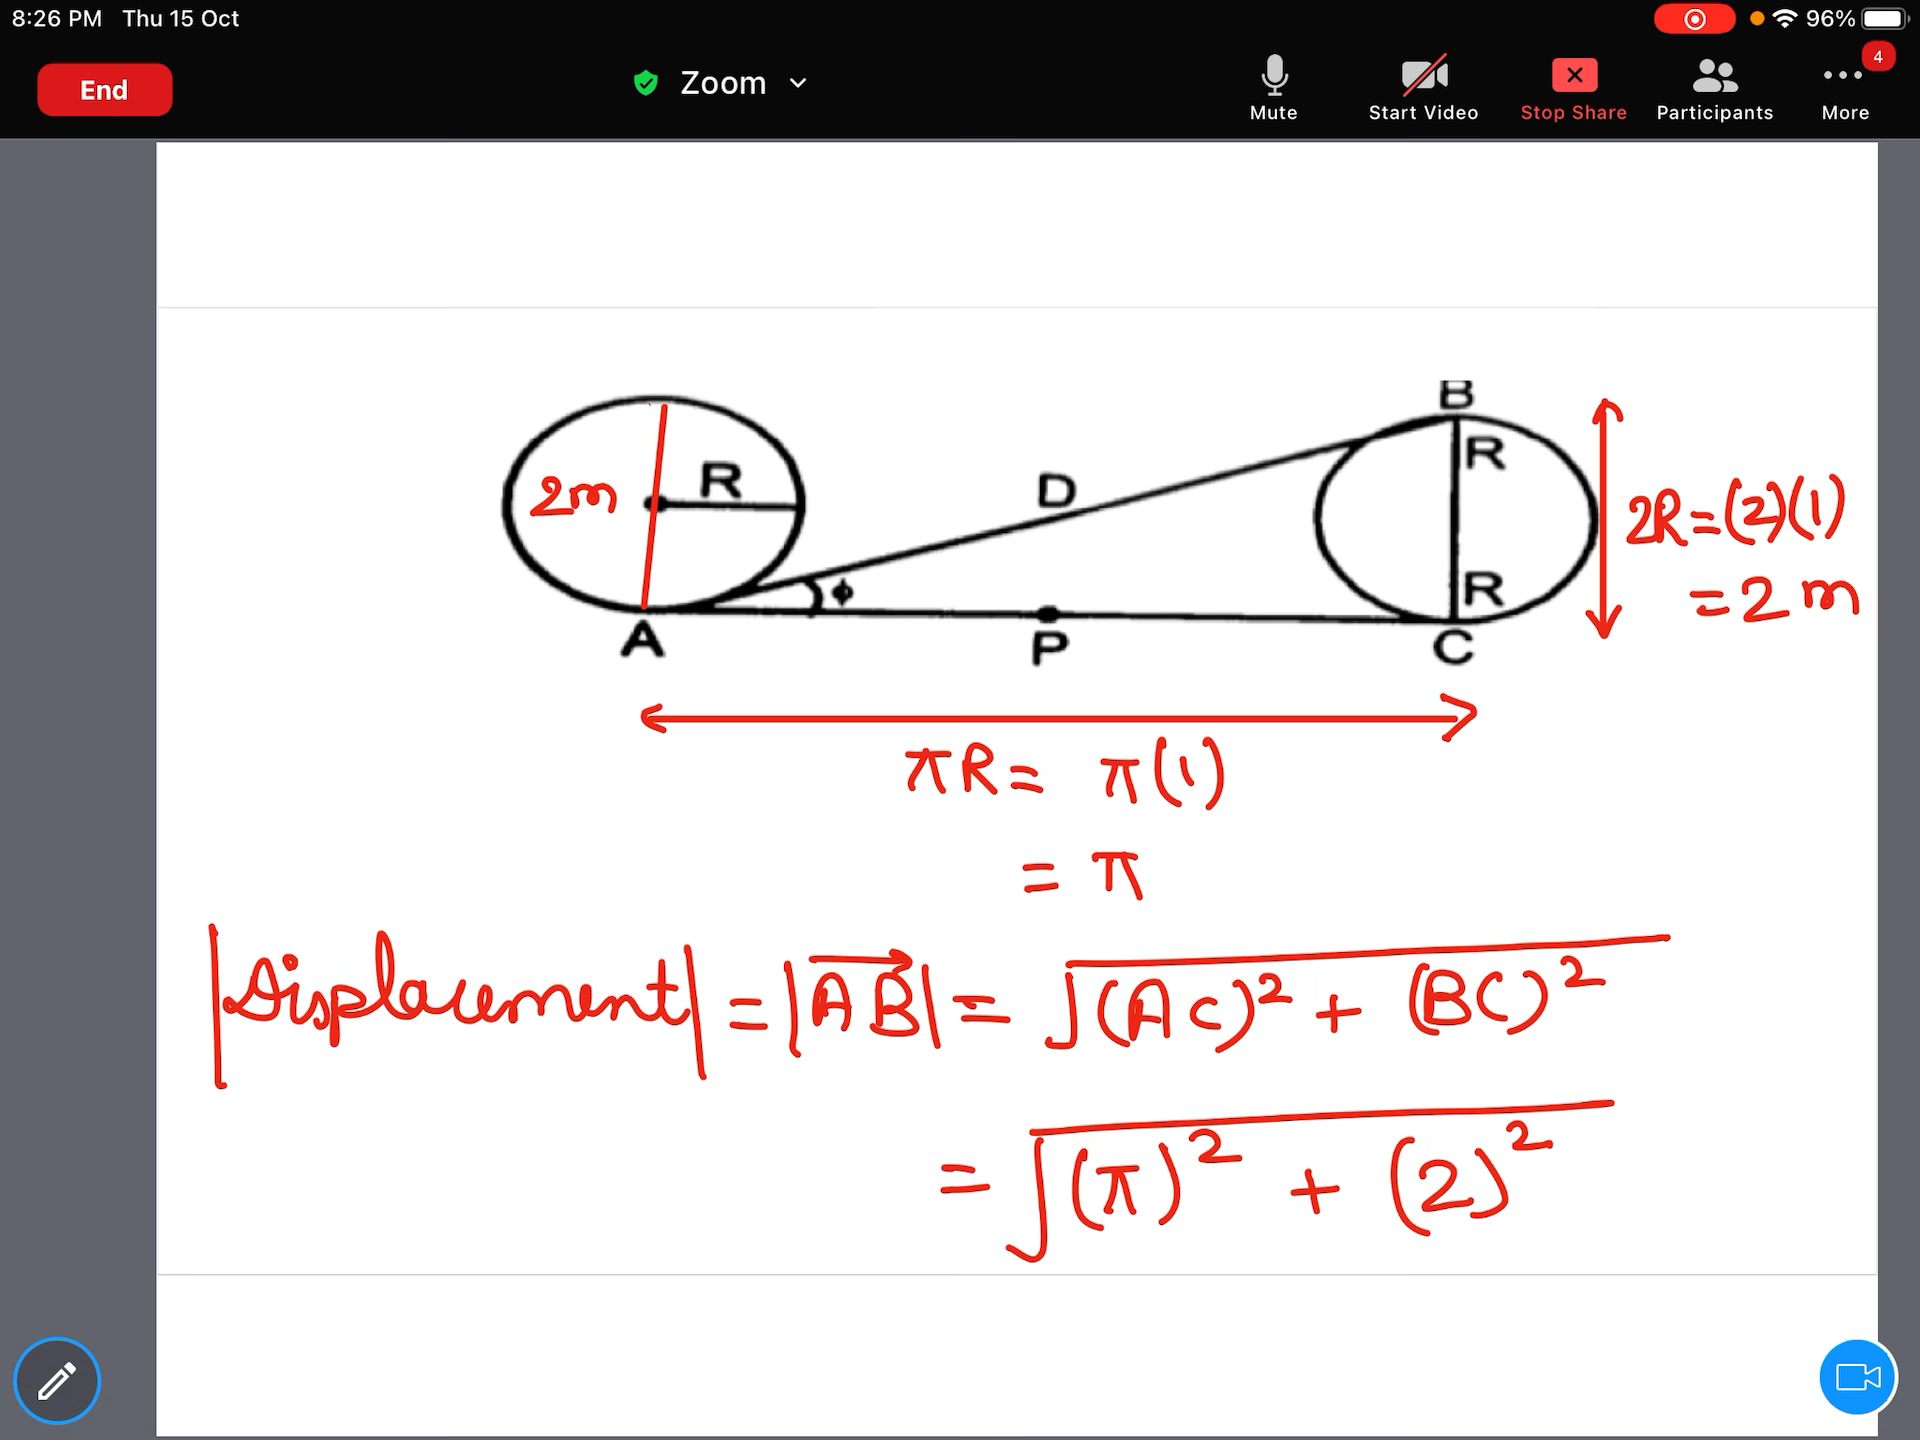 8:26 PM Thu 15 Oct
96%
End
Zoom
Mute
Start Video
Stop Share
Participants
4
More
B
R
D
R
2m
2R=(2)(1)
=2 m
R
ϕ
A
P
C
πR= π(1)
= π
|Displacement| = |AB| = √(AC)² + (BC)²
= √(π)² + (2)²